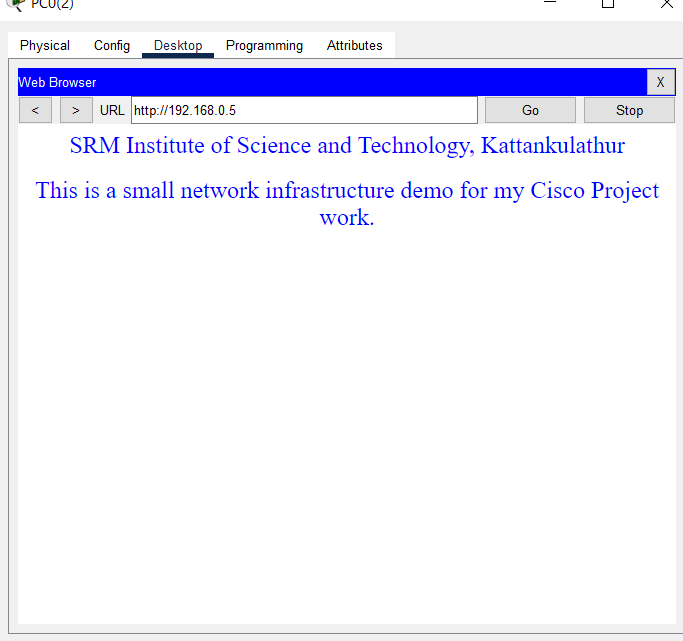 PC0(2)
Physical Config Desktop Programming Attributes
Web Browser X
< > URL http://192.168.0.5 Go Stop
SRM Institute of Science and Technology, Kattankulathur
This is a small network infrastructure demo for my Cisco Project
work.